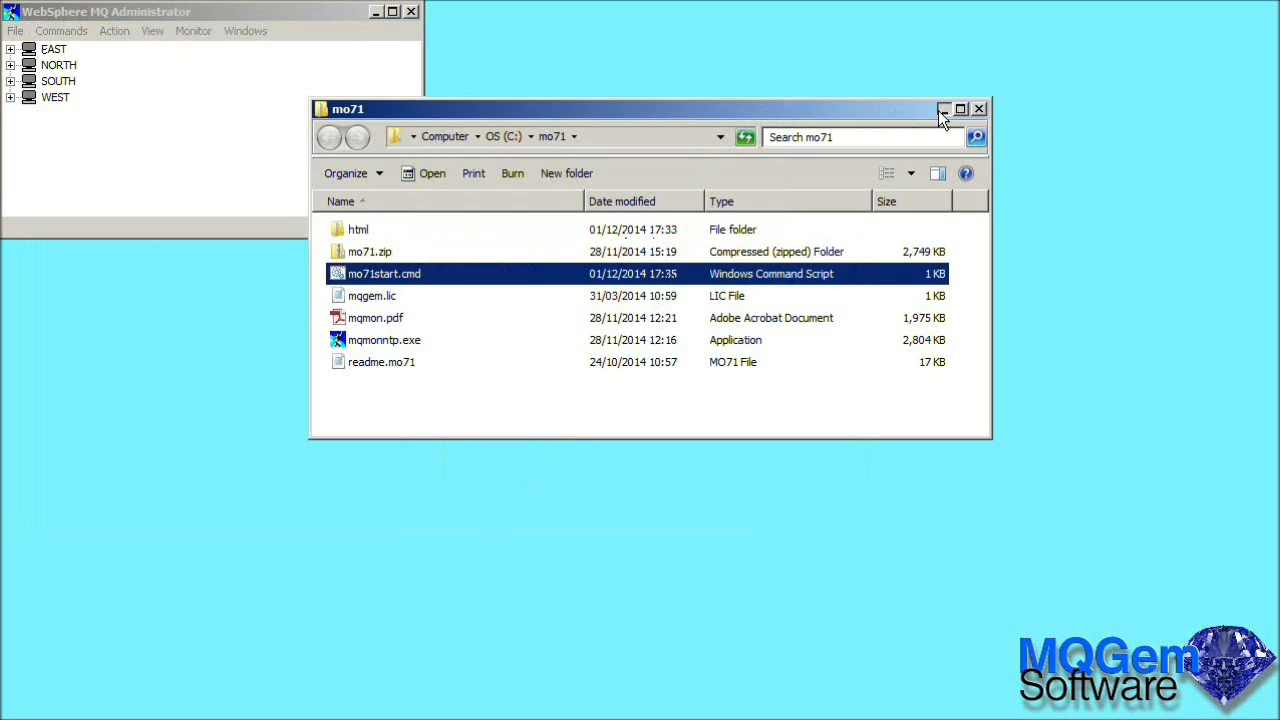 WebSphere MQ Administrator
File Commands Action View Monitor Windows
EAST
NORTH
SOUTH
WEST
mo71
Computer OS (C:) mo71 Search mo71
Organize Open Print Burn New folder
Name Date modified Type Size
html 01/12/2014 17:33 File folder
mo71.zip 28/11/2014 15:19 Compressed (zipped) Folder 2,749 KB
mo71start.cmd 01/12/2014 17:35 Windows Command Script 1 KB
mqgem.lic 31/03/2014 10:59 LIC File 1 KB
mqmon.pdf 28/11/2014 12:21 Adobe Acrobat Document 1,975 KB
mqmonntp.exe 28/11/2014 12:16 Application 2,804 KB
readme.mo71 24/10/2014 10:57 MO71 File 17 KB
MQGem
Software